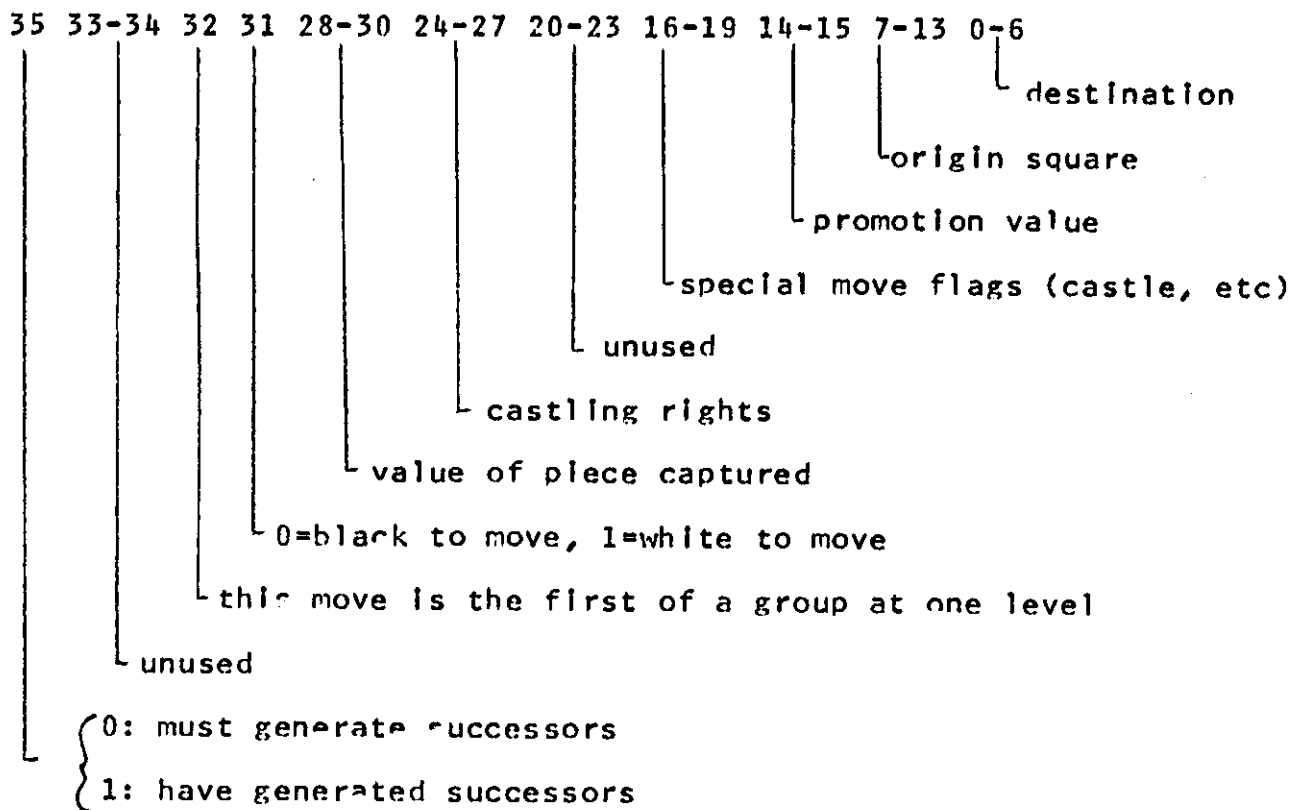 35 33-34 32 31 28-30 24-27 20-23 16-19 14-15 7-13 0-6
destination
origin square
promotion value
special move flags (castle, etc)
unused
castling rights
value of piece captured
0=black to move, 1=white to move
this move is the first of a group at one level
unused
0: must generate successors
1: have generated successors